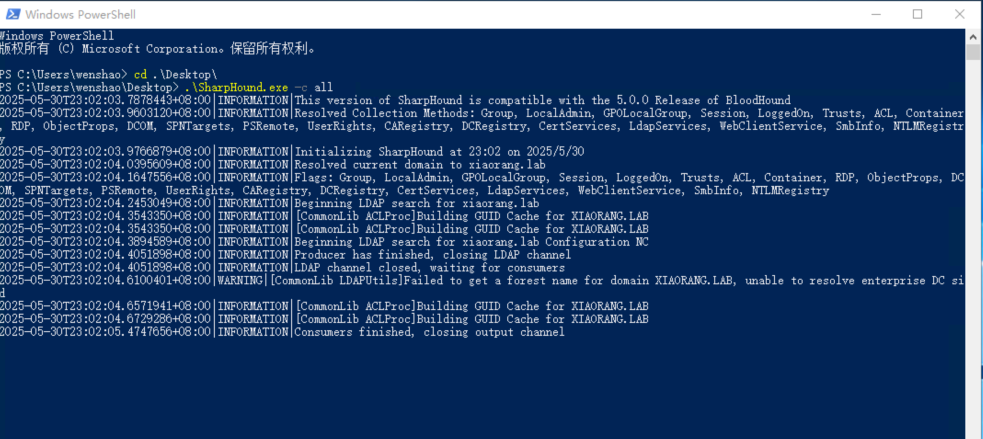 Windows PowerShell
Windows PowerShell
版权所有 (C) Microsoft Corporation。保留所有权利。
PS C:\Users\wenshao> cd .\Desktop\
PS C:\Users\wenshao\Desktop> .\SharpHound.exe -c all
2025-05-30T23:02:03.7878443+08:00|INFORMATION|This version of SharpHound is compatible with the 5.0.0 Release of BloodHound
2025-05-30T23:02:03.9603120+08:00|INFORMATION|Resolved Collection Methods: Group, LocalAdmin, GPOLocalGroup, Session, LoggedOn, Trusts, ACL, Container
, RDP, ObjectProps, DCOM, SPNTargets, PSRemote, UserRights, CARegistry, DCRegistry, CertServices, LdapServices, WebClientService, SmbInfo, NTLMRegistr
y
2025-05-30T23:02:03.9766879+08:00|INFORMATION|Initializing SharpHound at 23:02 on 2025/5/30
2025-05-30T23:02:04.0395609+08:00|INFORMATION|Resolved current domain to xiaorang.lab
2025-05-30T23:02:04.1647556+08:00|INFORMATION|Flags: Group, LocalAdmin, GPOLocalGroup, Session, LoggedOn, Trusts, ACL, Container, RDP, ObjectProps, DC
OM, SPNTargets, PSRemote, UserRights, CARegistry, DCRegistry, CertServices, LdapServices, WebClientService, SmbInfo, NTLMRegistry
2025-05-30T23:02:04.2453049+08:00|INFORMATION|Beginning LDAP search for xiaorang.lab
2025-05-30T23:02:04.3543350+08:00|INFORMATION|[CommonLib ACLProc]Building GUID Cache for XIAORANG.LAB
2025-05-30T23:02:04.3543350+08:00|INFORMATION|[CommonLib ACLProc]Building GUID Cache for XIAORANG.LAB
2025-05-30T23:02:04.3894589+08:00|INFORMATION|Beginning LDAP search for xiaorang.lab Configuration NC
2025-05-30T23:02:04.4051898+08:00|INFORMATION|Producer has finished, closing LDAP channel
2025-05-30T23:02:04.4051898+08:00|INFORMATION|LDAP channel closed, waiting for consumers
2025-05-30T23:02:04.6100401+08:00|WARNING|[CommonLib LDAPUtils]Failed to get a forest name for domain XIAORANG.LAB, unable to resolve enterprise DC si
d
2025-05-30T23:02:04.6571941+08:00|INFORMATION|[CommonLib ACLProc]Building GUID Cache for XIAORANG.LAB
2025-05-30T23:02:04.6729286+08:00|INFORMATION|[CommonLib ACLProc]Building GUID Cache for XIAORANG.LAB
2025-05-30T23:02:05.4747656+08:00|INFORMATION|Consumers finished, closing output channel